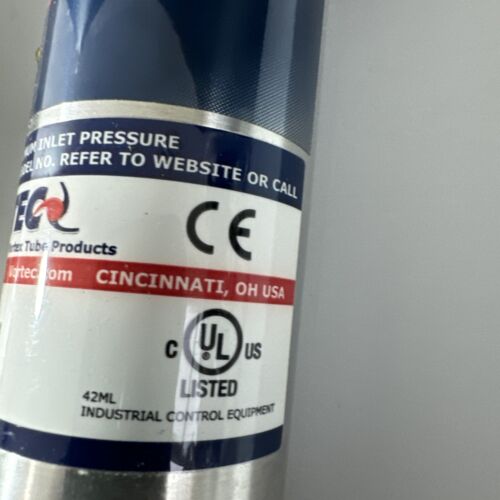 INLET PRESSURE
NO. REFER TO WEBSITE OR CALL
TEC
CE
Tube Products
CINCINNATI, OH USA
C UL US
LISTED
42ML
INDUSTRIAL CONTROL EQUIPMENT